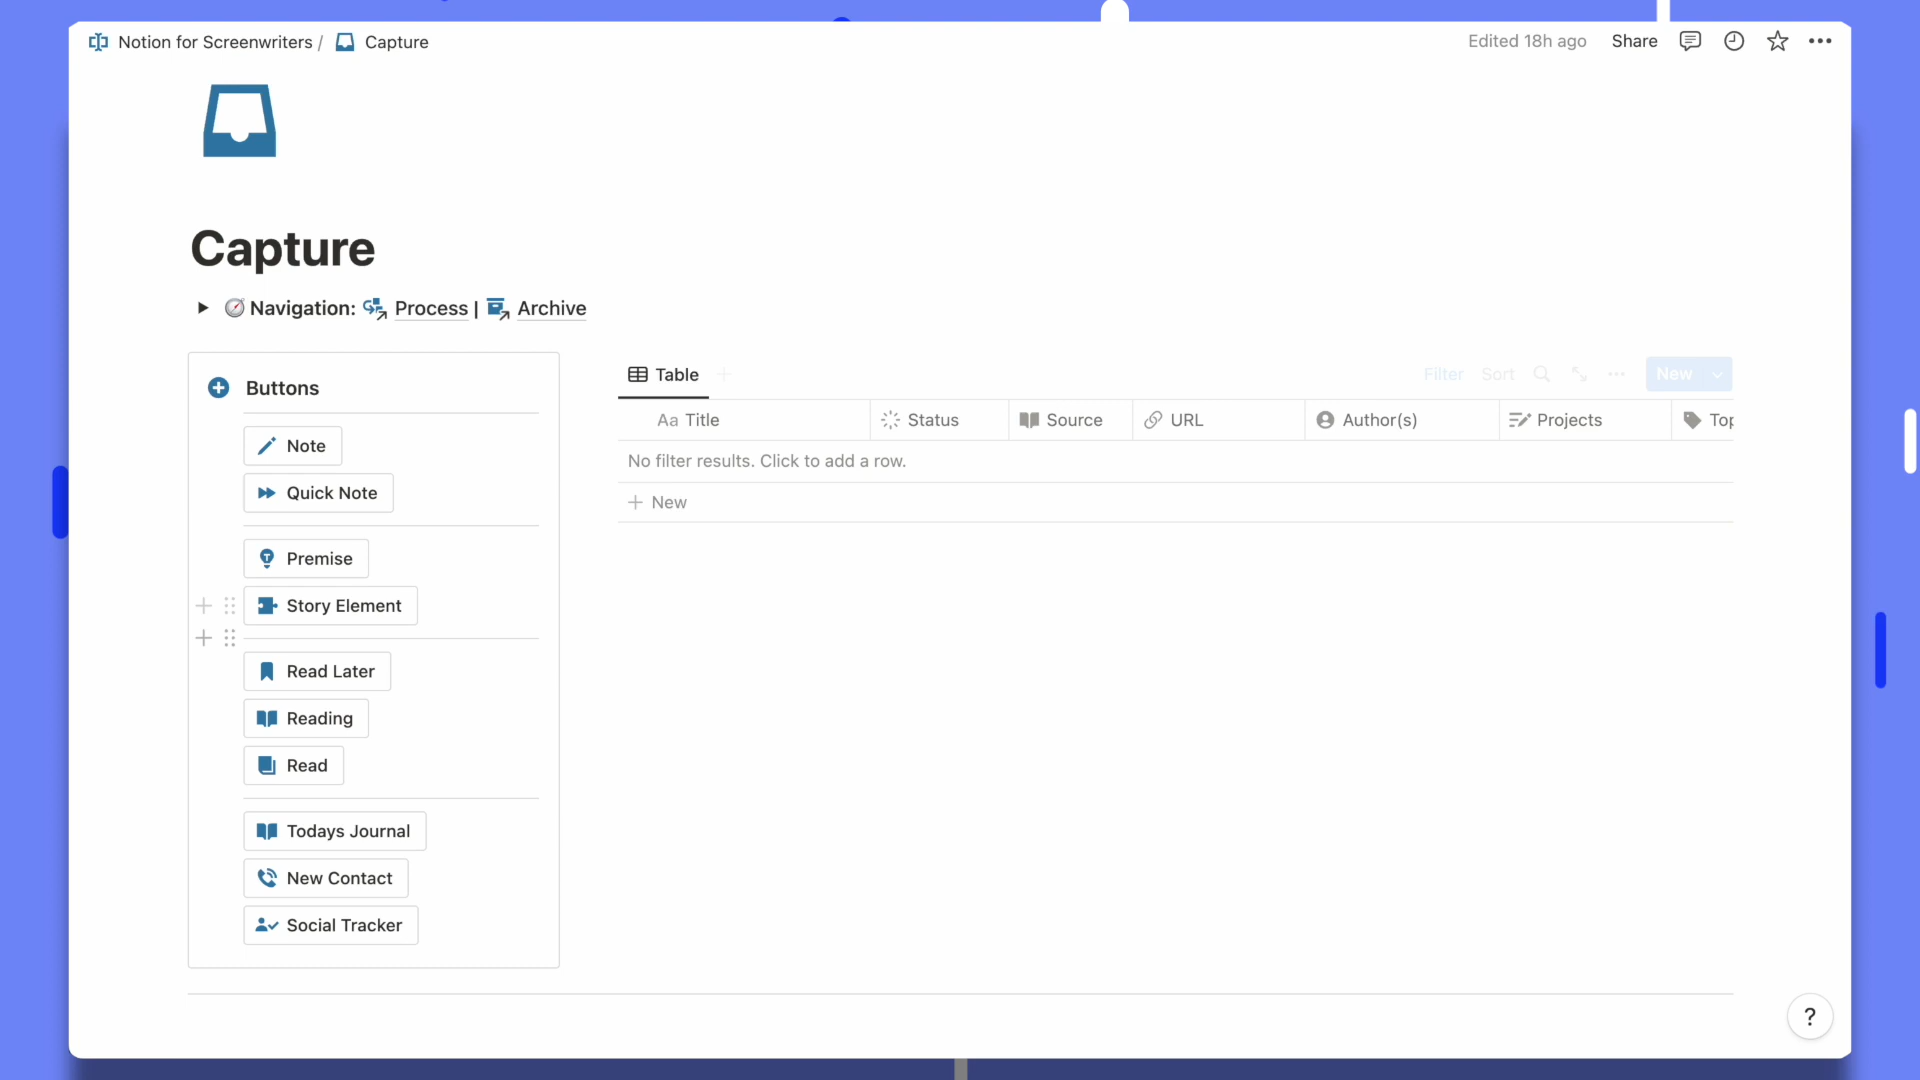 Notion for Screenwriters / Capture
Edited 18h ago Share
Capture
Navigation: Process | Archive
Buttons
Note
Quick Note
Premise
Story Element
Read Later
Reading
Read
Todays Journal
New Contact
Social Tracker
Table
Filter Sort New
Aa Title Status Source URL Author(s) Projects Top
No filter results. Click to add a row.
+ New
?